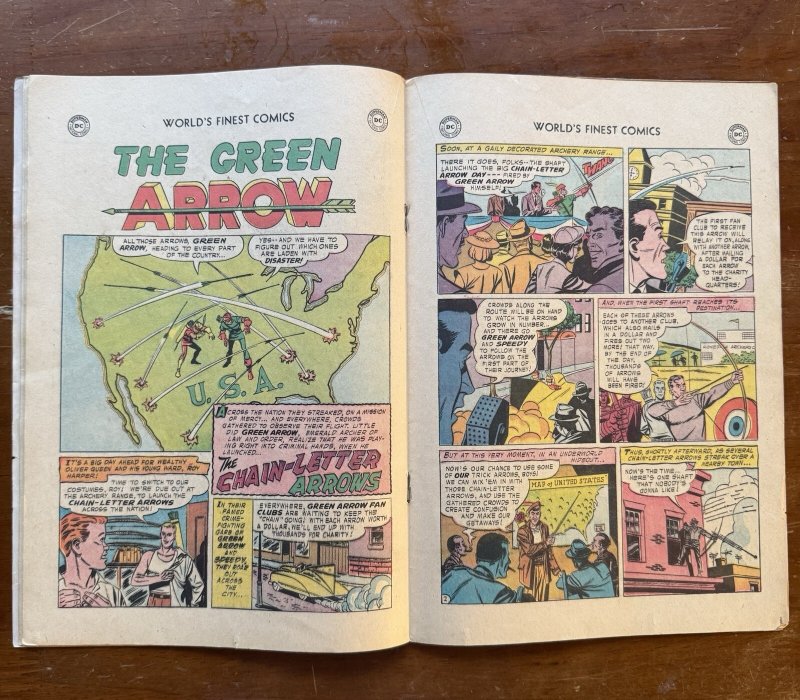 WORLD'S FINEST COMICS
THE GREEN
ARROW
ALL THOSE ARROWS, GREEN
ARROW, HEADING TO EVERY PART
OF THE COUNTRY...
YES--AND WE HAVE TO
FIGURE OUT WHICH ONES
ARE LADEN WITH
DISASTER!
U.S.A.
ACROSS THE NATION THEY STREAKED, ON A MISSION
OF MERCY... AND EVERYWHERE, CROWDS
GATHERED TO OBSERVE THEIR FLIGHT. LITTLE
DID GREEN ARROW, EMERALD ARCHER OF
LAW AND ORDER, REALIZE THAT HE WAS PLAY-
ING RIGHT INTO CRIMINAL HANDS, WHEN HE
LAUNCHED...
THE
CHAIN-LETTER
ARROWS
IT'S A BIG DAY AHEAD FOR WEALTHY
OLIVER QUEEN AND HIS YOUNG WARD, ROY
HARPER!
TIME TO SWITCH TO OUR
COSTUMES, ROY! WE'RE DUE OUT AT
THE ARCHERY RANGE, TO LAUNCH THE
CHAIN-LETTER ARROWS
ACROSS THE NATION!
IN THEIR
FAMED
CRIME-
FIGHTING
GARB OF
GREEN
ARROW
AND
SPEEDY,
THEY ROAR
OUT
ACROSS
THE
CITY...
EVERYWHERE, GREEN ARROW FAN
CLUBS ARE WAITING TO KEEP THE
"CHAIN" GOING! WITH EACH ARROW WORTH
A DOLLAR, WE'LL END UP WITH
THOUSANDS FOR CHARITY!
WORLD'S FINEST COMICS
SOON, AT A GAILY DECORATED ARCHERY RANGE...
THERE IT GOES, FOLKS--THE SHAFT
LAUNCHING THE BIG CHAIN-LETTER
ARROW DAY--- FIRED BY
GREEN ARROW
HIMSELF!
TWANG
THE FIRST FAN
CLUB TO RECEIVE
THIS ARROW WILL
RELAY IT ON, ALONG
WITH ANOTHER ARROW,
AFTER MAILING
A DOLLAR FOR
EACH ARROW
TO THE CHARITY
HEAD-
QUARTERS!
CROWDS ALONG THE
ROUTE WILL BE ON HAND
TO WATCH THE ARROWS
GROW IN NUMBER...
AND THERE GO
GREEN ARROW
AND SPEEDY
TO FOLLOW THE
ARROWS ON THE
FIRST PART OF
THEIR JOURNEY!
AND, WHEN THE FIRST SHAFT REACHES ITS
DESTINATION...
EACH OF THESE ARROWS
GOES TO ANOTHER CLUB,
WHICH ALSO MAILS
IN A DOLLAR AND
FIRES OUT TWO
MORE! THAT WAY,
BY THE END OF
THE DAY,
THOUSANDS
OF ARROWS
WILL HAVE
BEEN FIRED!
BUT AT THIS VERY MOMENT, IN AN UNDERWORLD
HIDEOUT...
NOW'S OUR CHANCE TO USE SOME
OF OUR TRICK ARROWS, BOYS!
WE CAN MIX 'EM IN WITH
THOSE CHAIN-LETTER
ARROWS, AND USE THE
GATHERED CROWDS TO
CREATE CONFUSION
AND MAKE OUR
GETAWAYS!
MAP of UNITED STATES
2
THUS, SHORTLY AFTERWARD, AS SEVERAL
CHAIN-LETTER ARROWS STREAK OVER A
NEARBY TOWN...
NOW'S THE TIME...
HERE'S ONE SHAFT
THAT NOBODY'S
GONNA LIKE!